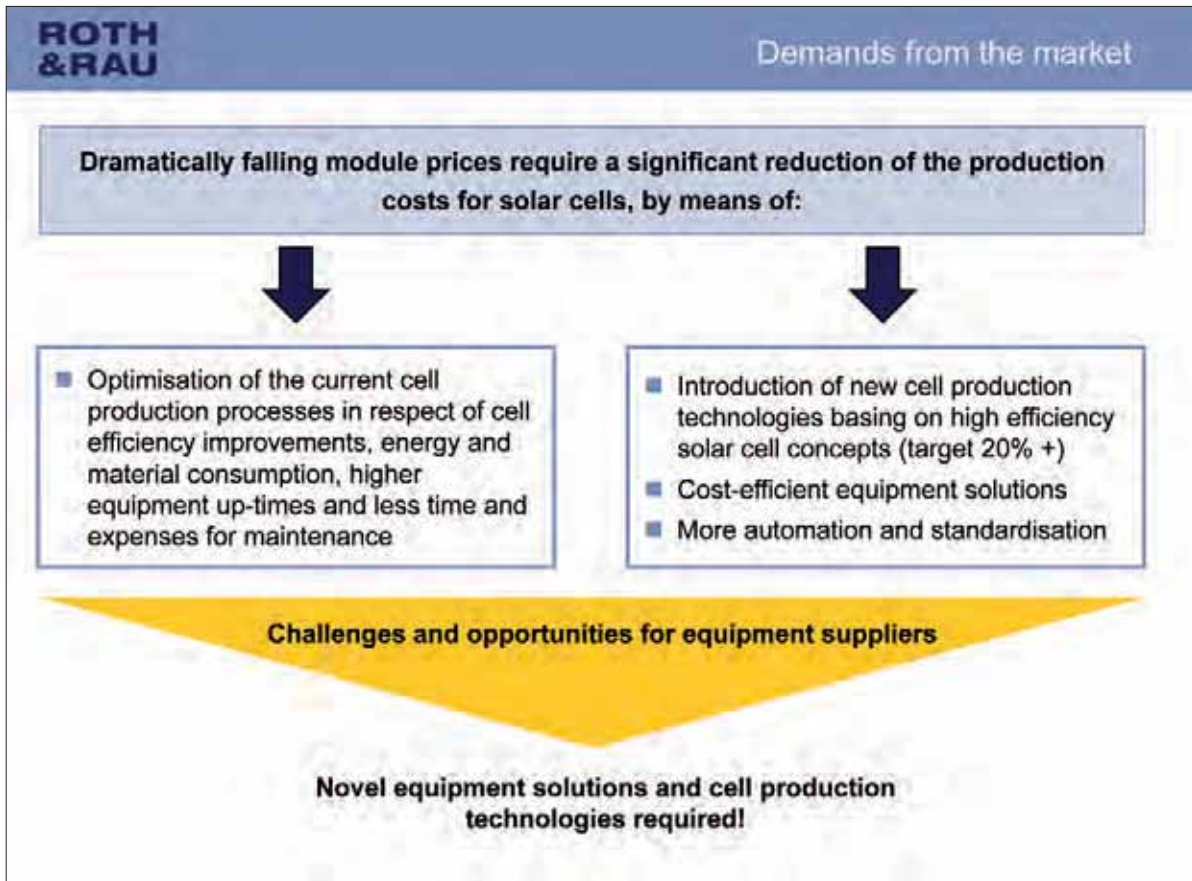 ROTH
&RAU
Demands from the market
Dramatically falling module prices require a significant reduction of the production
costs for solar cells, by means of:
Optimisation of the current cell
production processes in respect of cell
efficiency improvements, energy and
material consumption, higher
equipment up-times and less time and
expenses for maintenance
Introduction of new cell production
technologies basing on high efficiency
solar cell concepts (target 20% +)
Cost-efficient equipment solutions
More automation and standardisation
Challenges and opportunities for equipment suppliers
Novel equipment solutions and cell production
technologies required!